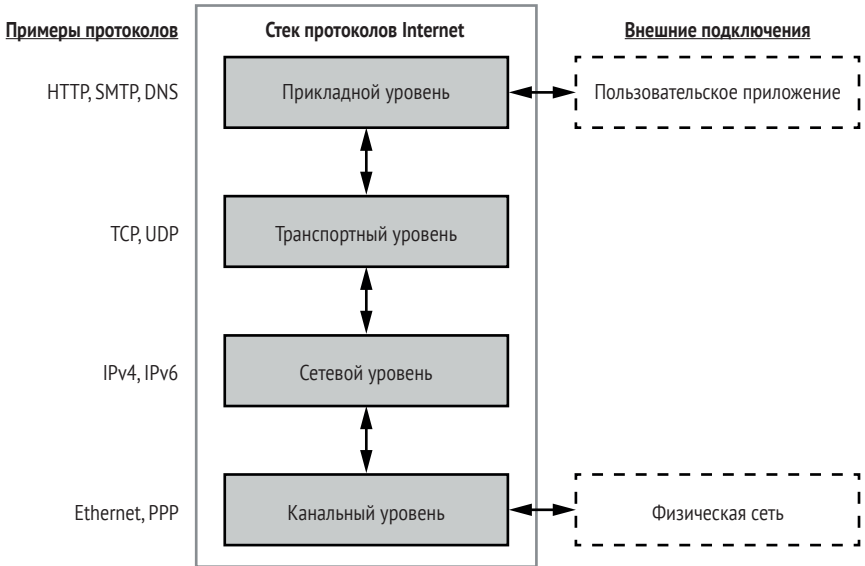 Примеры протоколов
Стек протоколов Internet
Внешние подключения
HTTP, SMTP, DNS
Прикладной уровень
Пользовательское приложение
TCP, UDP
Транспортный уровень
IPv4, IPv6
Сетевой уровень
Ethernet, PPP
Канальный уровень
Физическая сеть